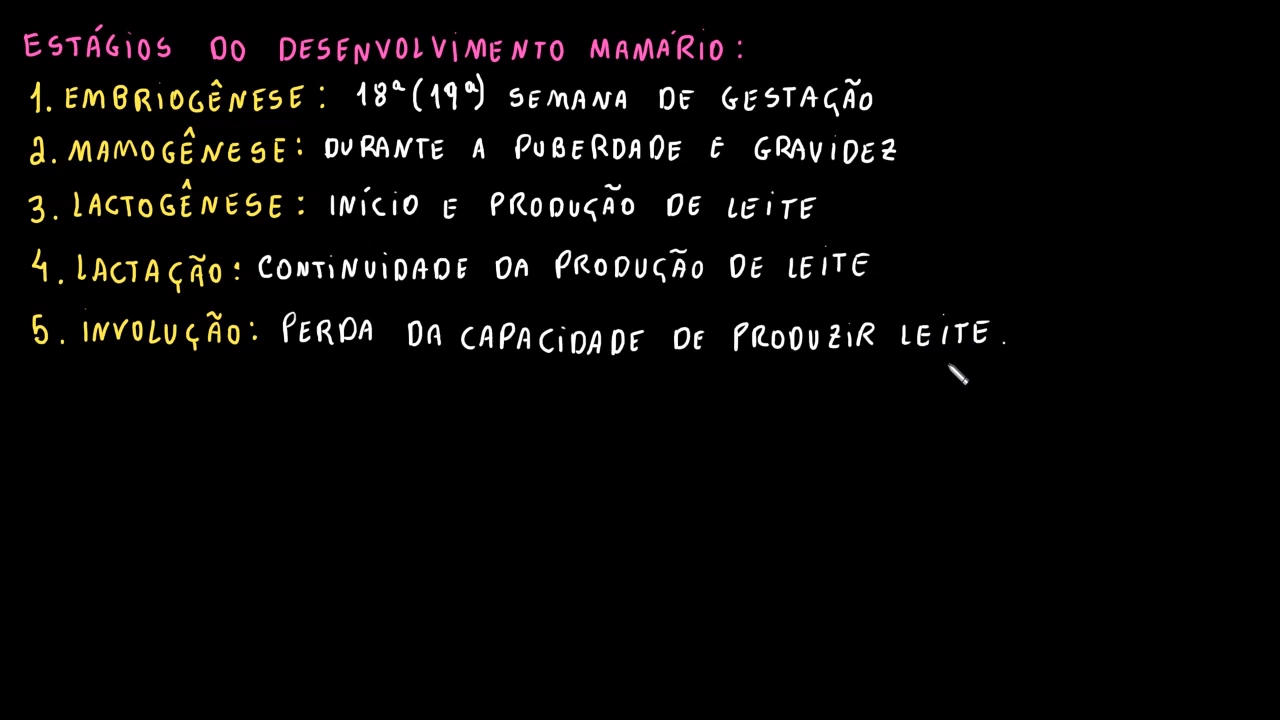 ESTÁGIOS DO DESENVOLVIMENTO MAMÁRIO:
1. EMBRIOGÊNESE: 18ª (19ª) SEMANA DE GESTAÇÃO
2. MAMOGÊNESE: DURANTE A PUBERDADE E GRAVIDEZ
3. LACTOGÊNESE: INÍCIO E PRODUÇÃO DE LEITE
4. LACTAÇÃO: CONTINUIDADE DA PRODUÇÃO DE LEITE
5. INVOLUÇÃO: PERDA DA CAPACIDADE DE PRODUZIR LEITE.